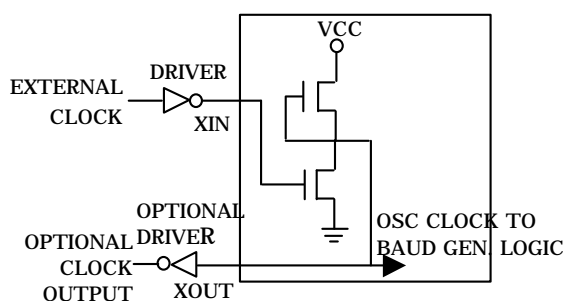 VCC
DRIVER
EXTERNAL
CLOCK
XIN
OPTIONAL
DRIVER
OSC CLOCK TO
BAUD GEN. LOGIC
OPTIONAL
CLOCK
OUTPUT
XOUT